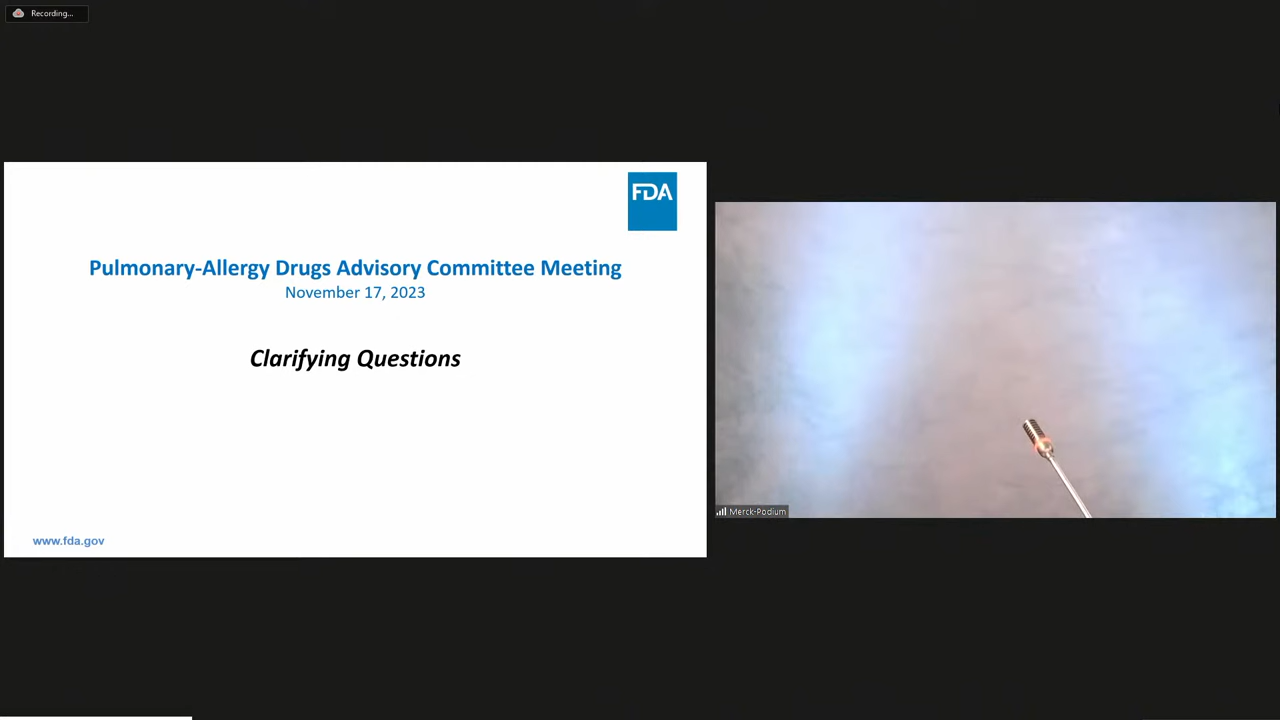 Recording...
FDA
Pulmonary-Allergy Drugs Advisory Committee Meeting
November 17, 2023
Clarifying Questions
www.fda.gov
Merck-Podium